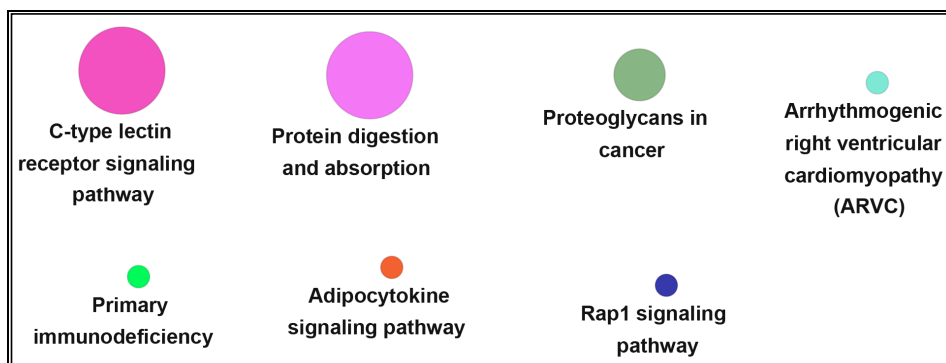 C-type lectin
receptor signaling
pathway
Protein digestion
and absorption
Proteoglycans in
cancer
Arrhythmogenic
right ventricular
cardiomyopathy
(ARVC)
Primary
immunodeficiency
Adipocytokine
signaling pathway
Rap1 signaling
pathway